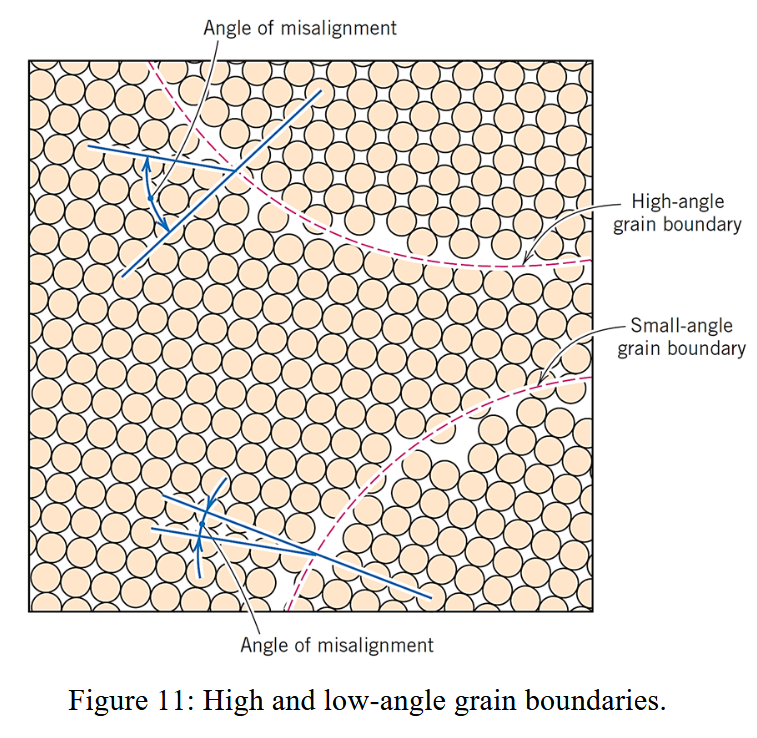 Angle of misalignment
High-angle
grain boundary
Small-angle
grain boundary
Angle of misalignment
Figure 11: High and low-angle grain boundaries.